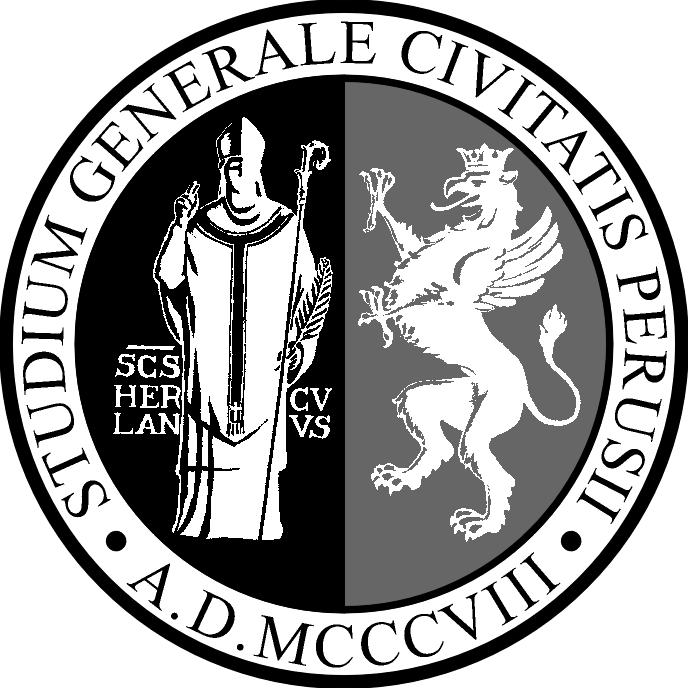 STUDIUM GENERALE CIVITATIS PERUSII
SCS
HER CV
LAN VS
• A.D. MCCCVIII •